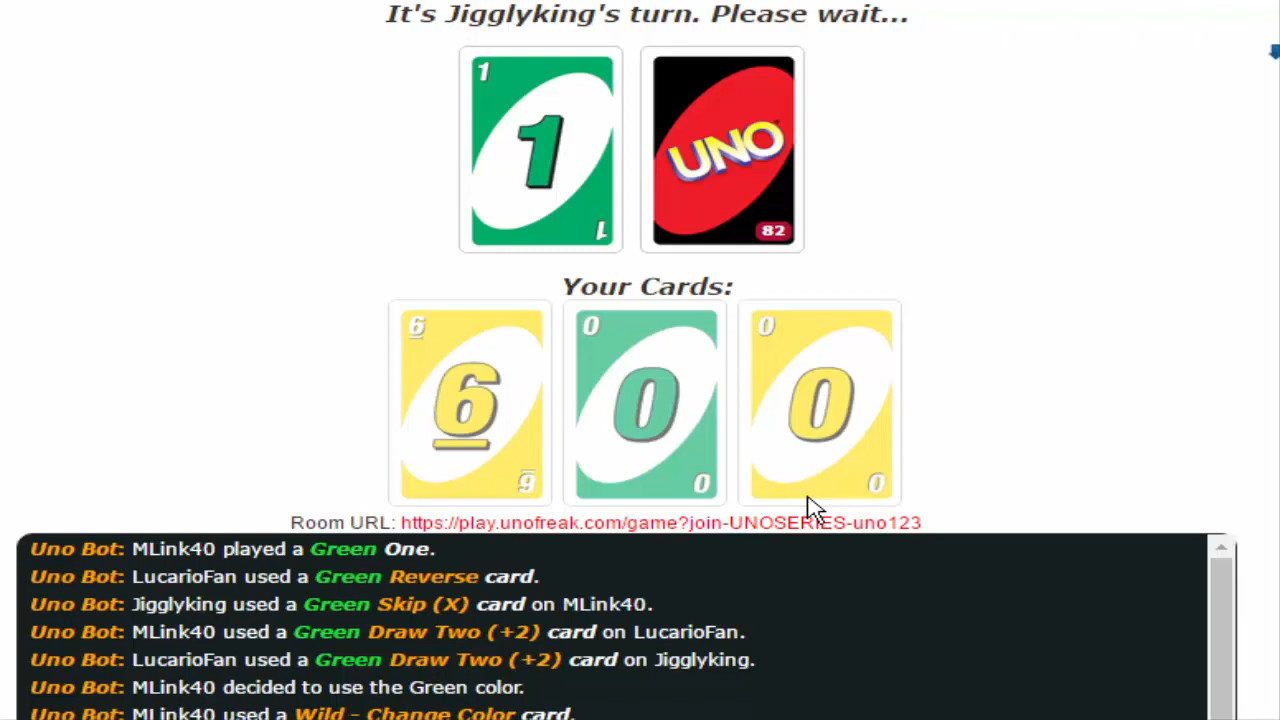 It's Jigglyking's turn. Please wait...
1
1
1
UNO
82
Your Cards:
6
6
6
0
0
0
0
0
0
Room URL: https://play.unofreak.com/game?join-UNOSERIES-uno123
Uno Bot: MLink40 played a Green One.
Uno Bot: LucarioFan used a Green Reverse card.
Uno Bot: Jigglyking used a Green Skip (X) card on MLink40.
Uno Bot: MLink40 used a Green Draw Two (+2) card on LucarioFan.
Uno Bot: LucarioFan used a Green Draw Two (+2) card on Jigglyking.
Uno Bot: MLink40 decided to use the Green color.
Uno Bot: MLink40 used a Wild - Change Color card.